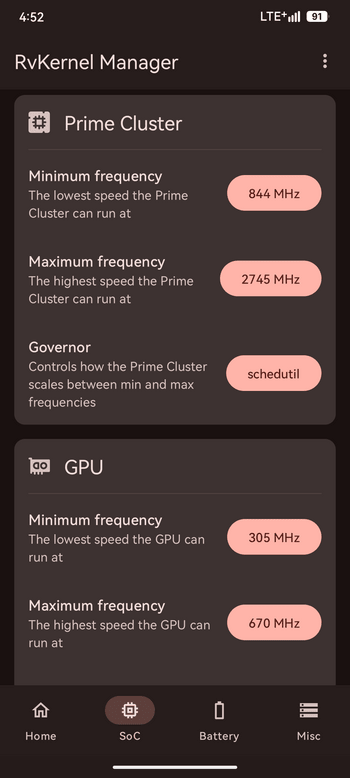 4:52
LTE+ 91
RvKernel Manager
Prime Cluster
Minimum frequency
The lowest speed the Prime
Cluster can run at
844 MHz
Maximum frequency
The highest speed the Prime
Cluster can run at
2745 MHz
Governor
Controls how the Prime Cluster
scales between min and max
frequencies
schedutil
GPU
Minimum frequency
The lowest speed the GPU can
run at
305 MHz
Maximum frequency
The highest speed the GPU can
run at
670 MHz
Home
SoC
Battery
Misc